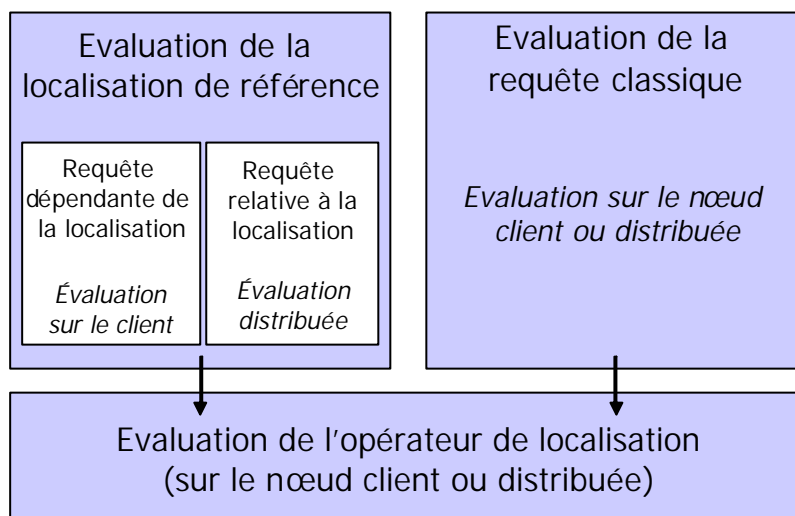 Evaluation de la
localisation de référence
Requête
dépendante de
la localisation
Évaluation
sur le client
Requête
relative à la
localisation
Évaluation
distribuée
Evaluation de la
requête classique
Evaluation sur le nœud
client ou distribuée
Evaluation de l'opérateur de localisation
(sur le nœud client ou distribuée)